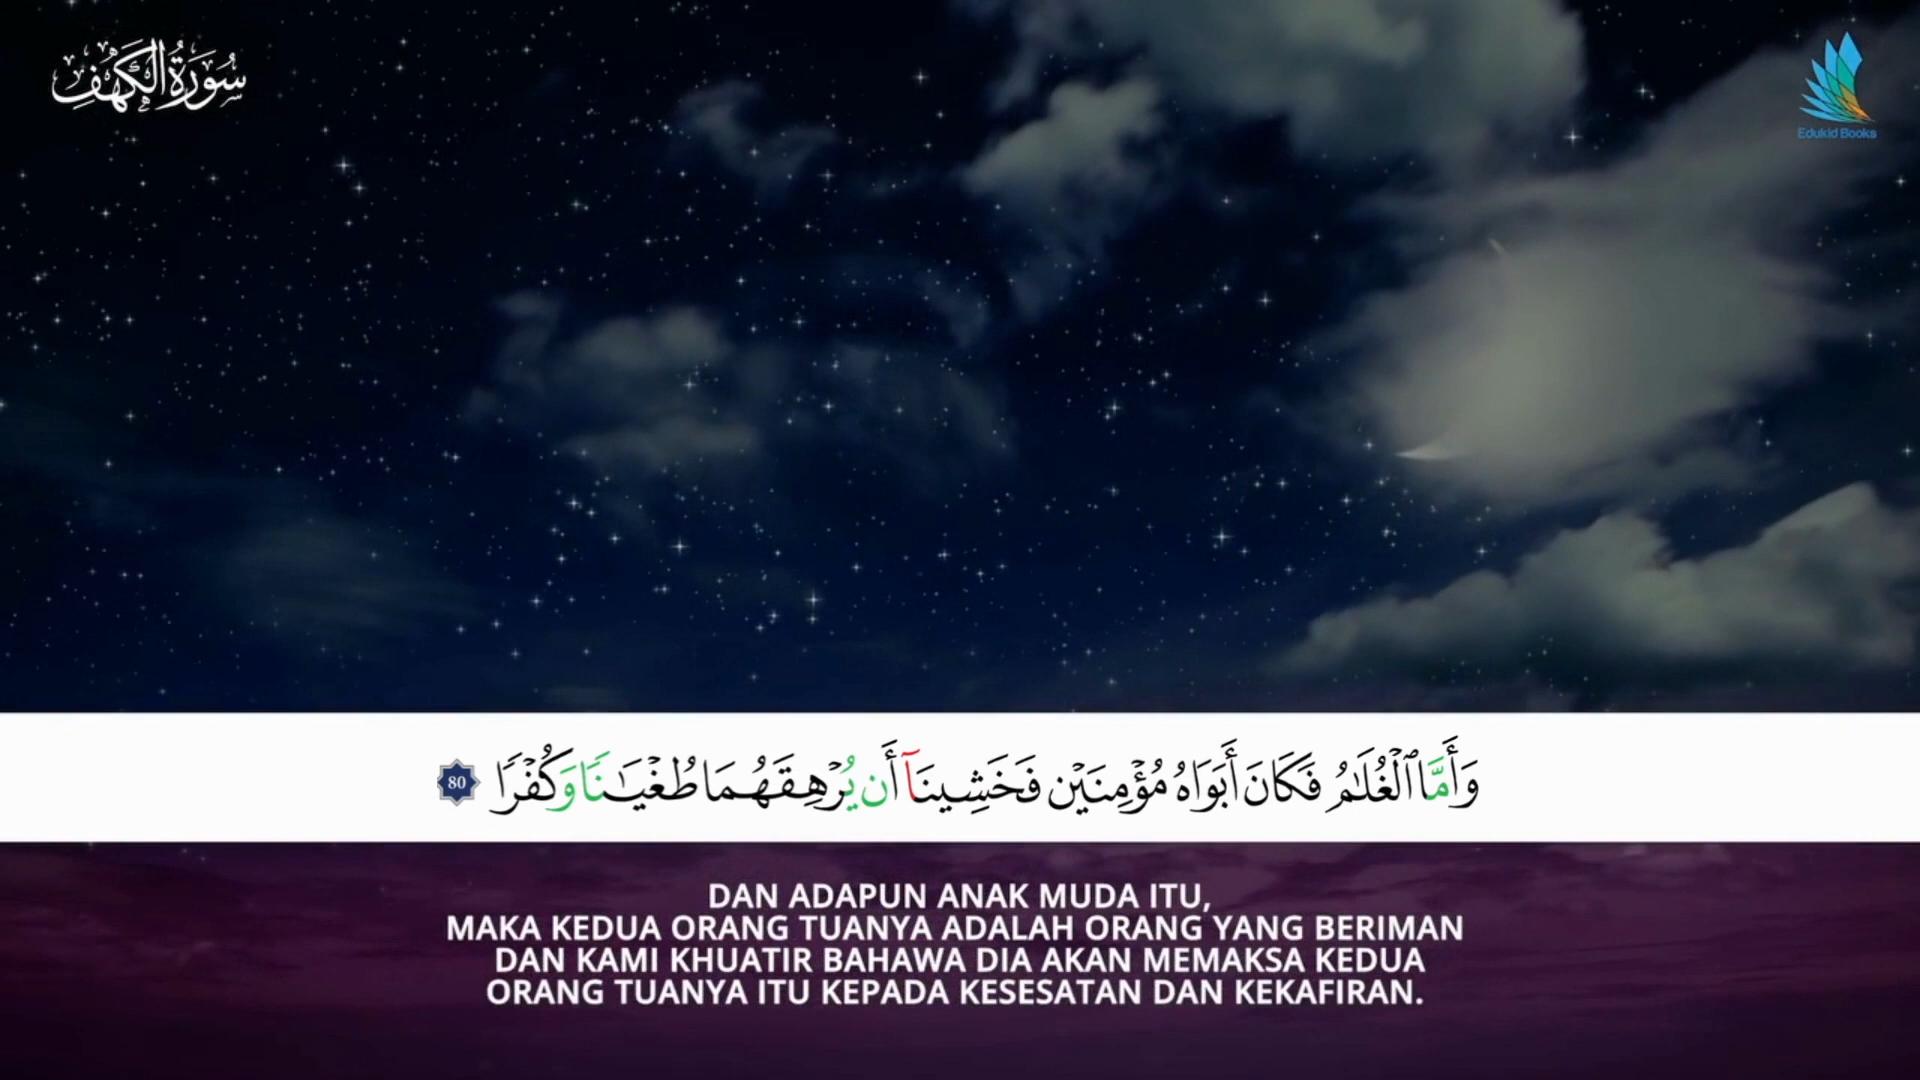 سُورَةُ الْكَهْفِ
Edukid Books
وَأَمَّا ٱلْغُلَـٰمُ فَكَانَ أَبَوَاهُ مُؤْمِنَيْنِ فَخَشِينَآ أَن يُرْهِقَهُمَا طُغْيَـٰنًا وَكُفْرًا 80
DAN ADAPUN ANAK MUDA ITU,
MAKA KEDUA ORANG TUANYA ADALAH ORANG YANG BERIMAN
DAN KAMI KHUATIR BAHAWA DIA AKAN MEMAKSA KEDUA
ORANG TUANYA ITU KEPADA KESESATAN DAN KEKAFIRAN.